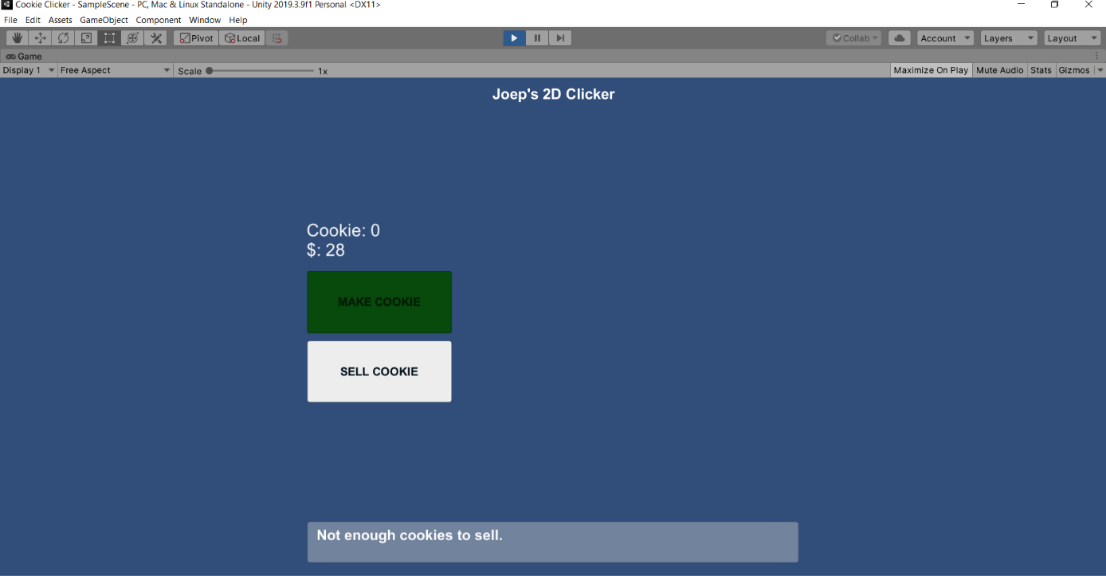 Cookie Clicker - SampleScene - PC, Mac & Linux Standalone - Unity 2019.3.9f1 Personal <DX11>
File Edit Assets GameObject Component Window Help
Pivot Local Collab Account Layers Layout
Game
Display 1 Free Aspect Scale 1x Maximize On Play Mute Audio Stats Gizmos
Joep's 2D Clicker
Cookie: 0
$: 28
MAKE COOKIE
SELL COOKIE
Not enough cookies to sell.